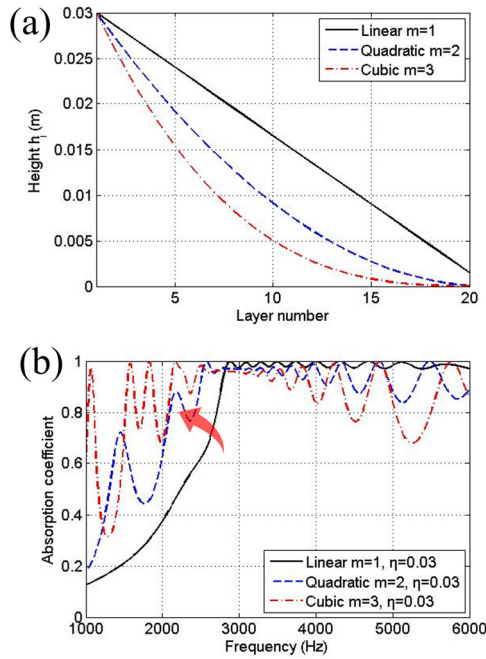 (a)
Linear m=1
Quadratic m=2
Cubic m=3
0.03
0.025
0.02
0.015
0.01
0.005
0
Height hi (m)
5
10
15
20
Layer number
(b)
1
0.8
0.6
0.4
0.2
0
Absorption coefficient
Linear m=1, η=0.03
Quadratic m=2, η=0.03
Cubic m=3, η=0.03
1000
2000
3000
4000
5000
6000
Frequency (Hz)